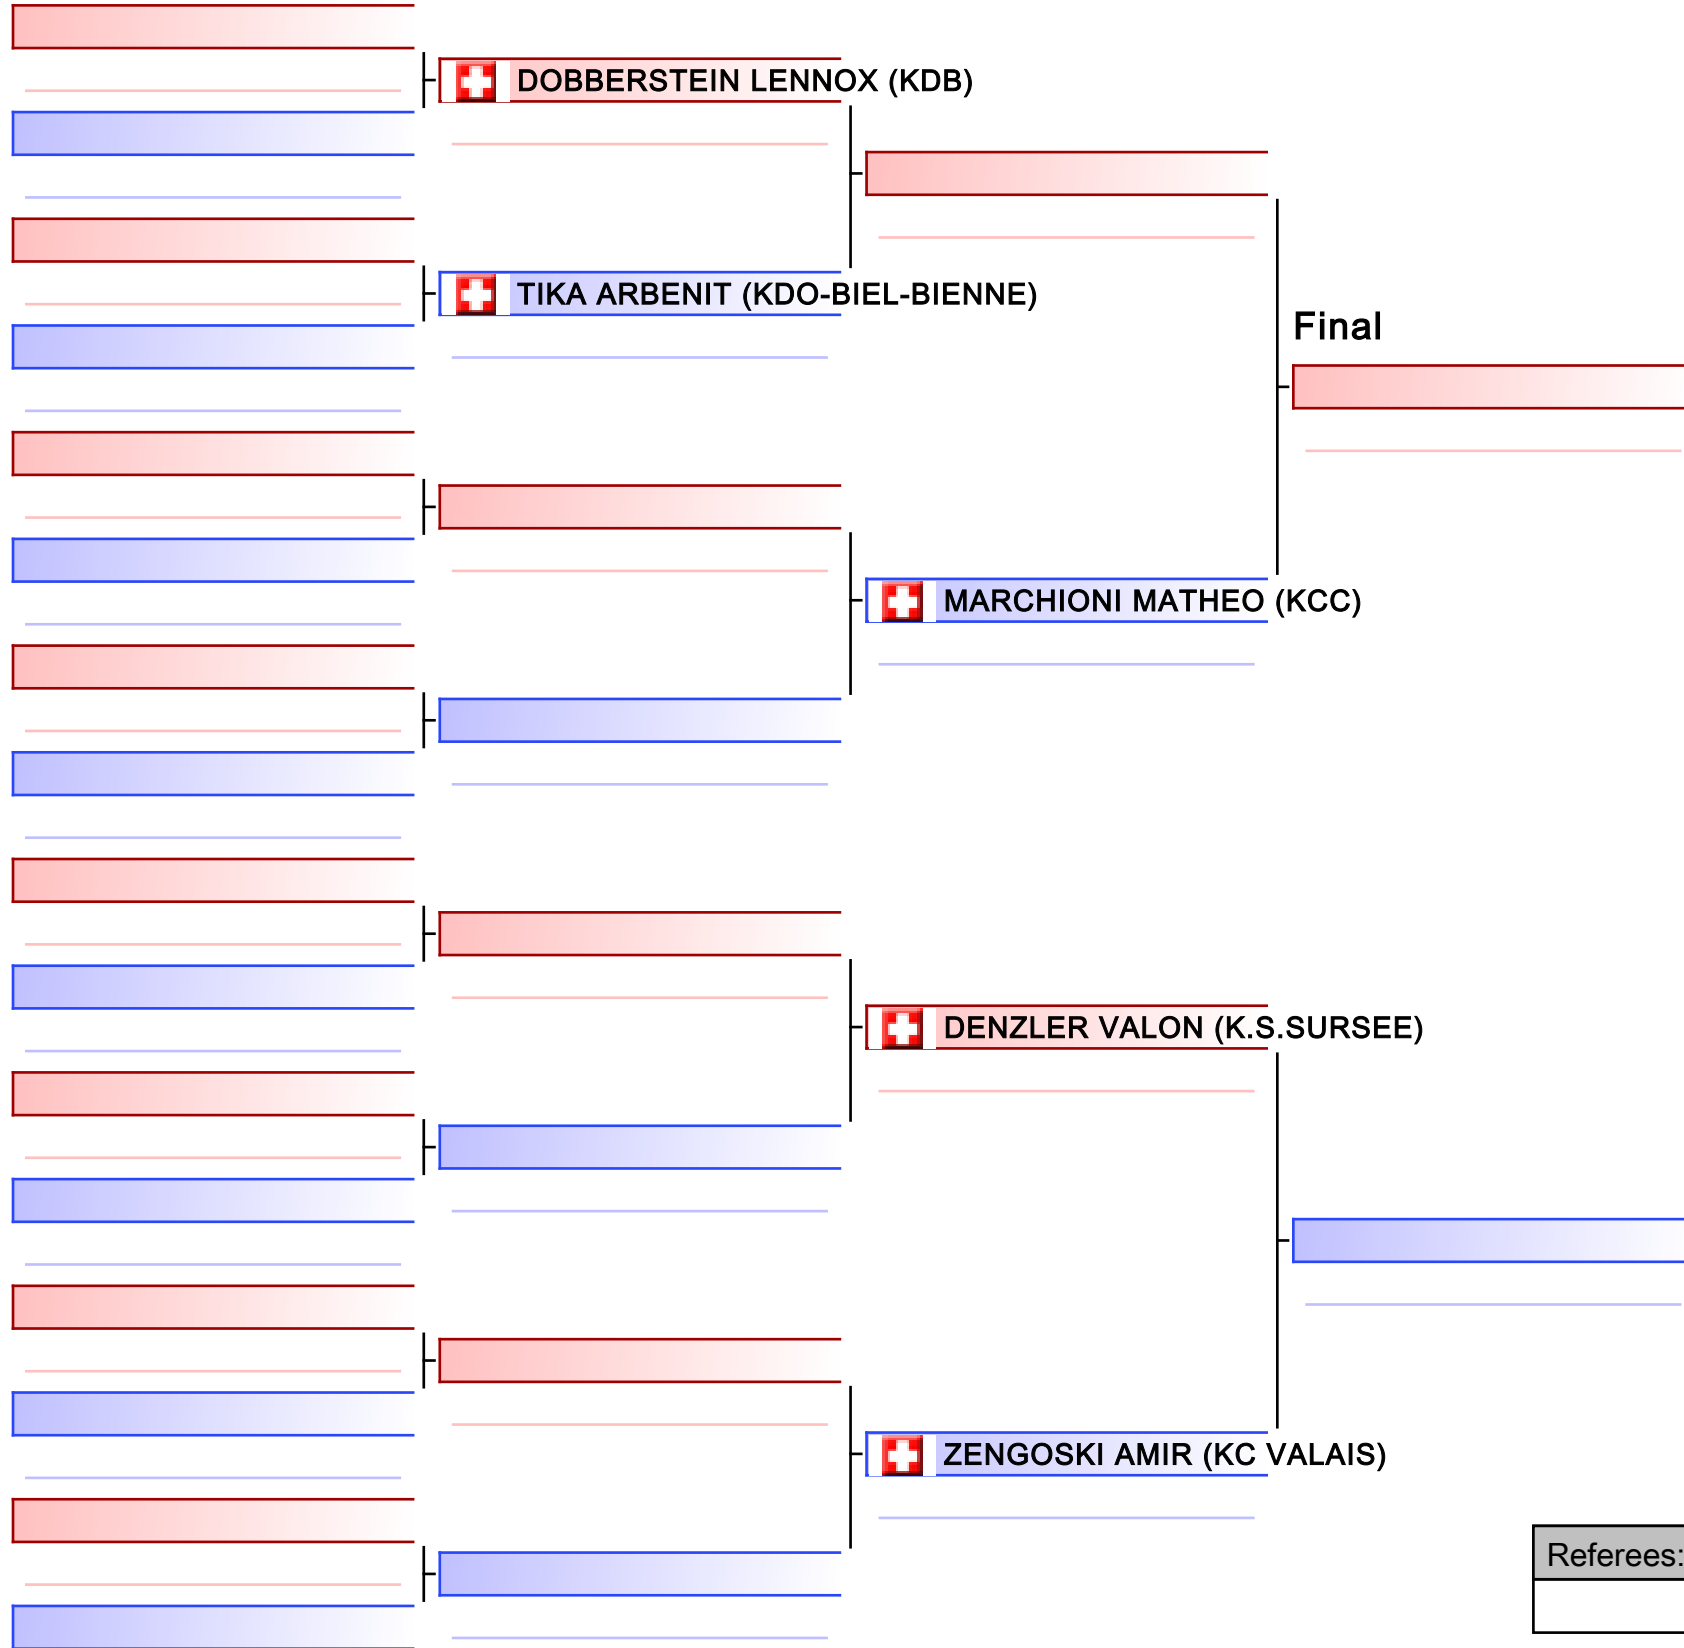 DOBBERSTEIN LENNOX (KDB)
TIKA ARBENIT (KDO-BIEL-BIENNE)
Final
MARCHIONI MATHEO (KCC)
DENZLER VALON (K.S.SURSEE)
ZENGOSKI AMIR (KC VALAIS)
Referees: